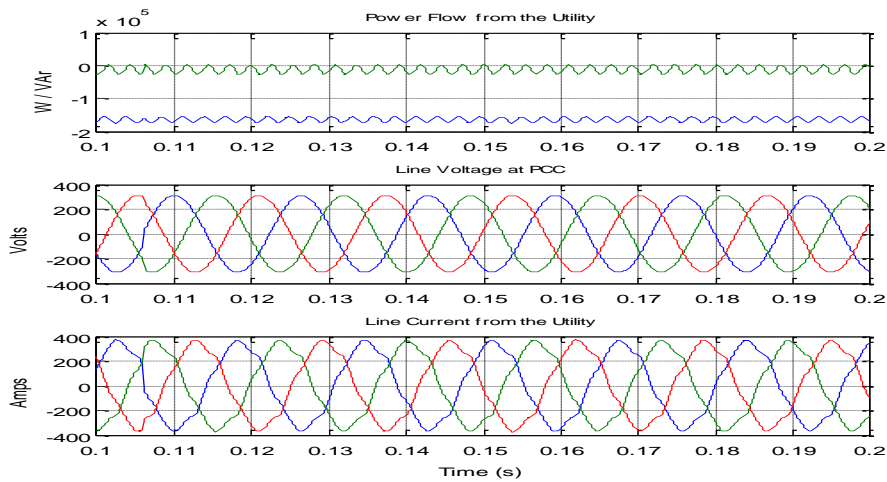 Power Flow from the Utility
x 10^5
W / VAr
1
0
-1
-2
0.1 0.11 0.12 0.13 0.14 0.15 0.16 0.17 0.18 0.19 0.2
Line Voltage at PCC
Volts
400
200
0
-200
-400
0.1 0.11 0.12 0.13 0.14 0.15 0.16 0.17 0.18 0.19 0.2
Line Current from the Utility
Amps
400
200
0
-200
-400
0.1 0.11 0.12 0.13 0.14 0.15 0.16 0.17 0.18 0.19 0.2
Time (s)